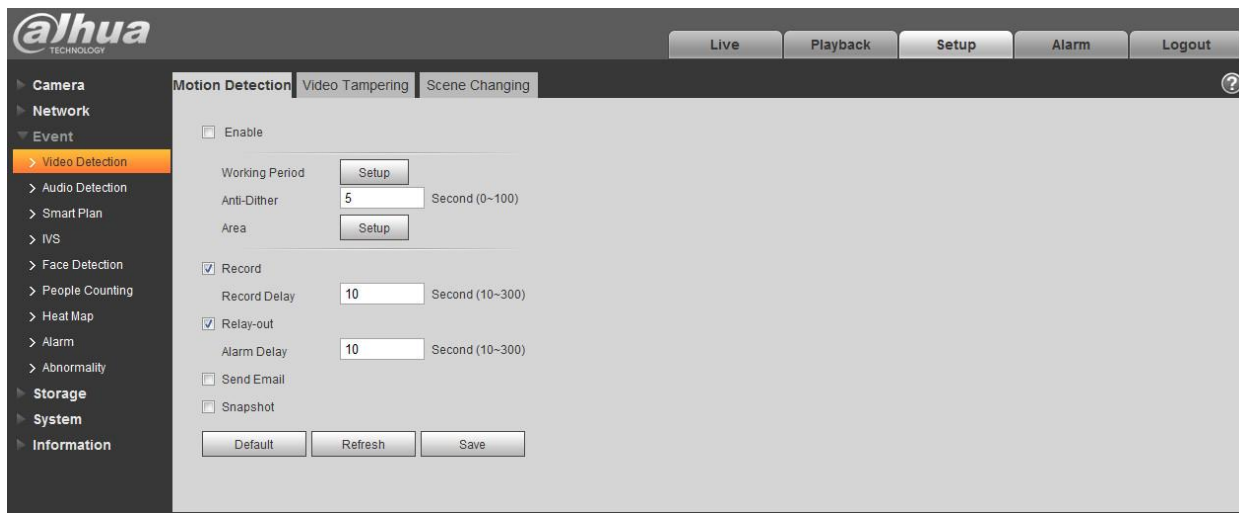 alhua
TECHNOLOGY
Live Playback Setup Alarm Logout
Camera
Network
Event
Video Detection
Audio Detection
Smart Plan
IVS
Face Detection
People Counting
Heat Map
Alarm
Abnormality
Storage
System
Information
Motion Detection Video Tampering Scene Changing
?
Enable
Working Period Setup
Anti-Dither 5 Second (0~100)
Area Setup
Record
Record Delay 10 Second (10~300)
Relay-out
Alarm Delay 10 Second (10~300)
Send Email
Snapshot
Default Refresh Save